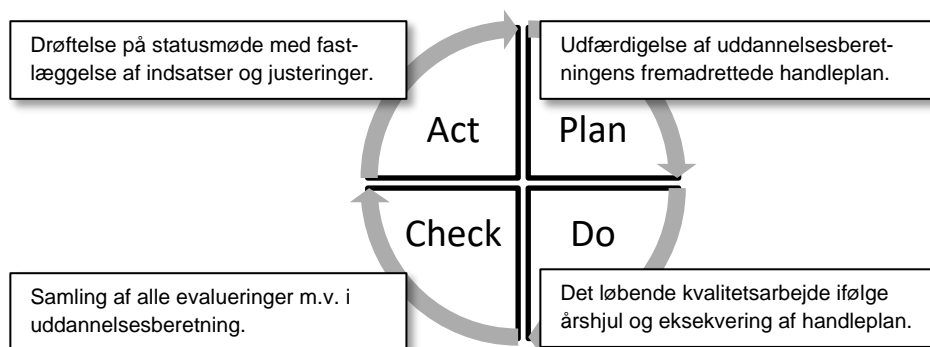 Drøftelse på statusmøde med fast-
læggelse af indsatser og justeringer.
Udfærdigelse af uddannelsesberet-
ningens fremadrettede handleplan.
Act
Plan
Check
Do
Samling af alle evalueringer m.v. i
uddannelsesberetning.
Det løbende kvalitetsarbejde ifølge
årshjul og eksekvering af handleplan.